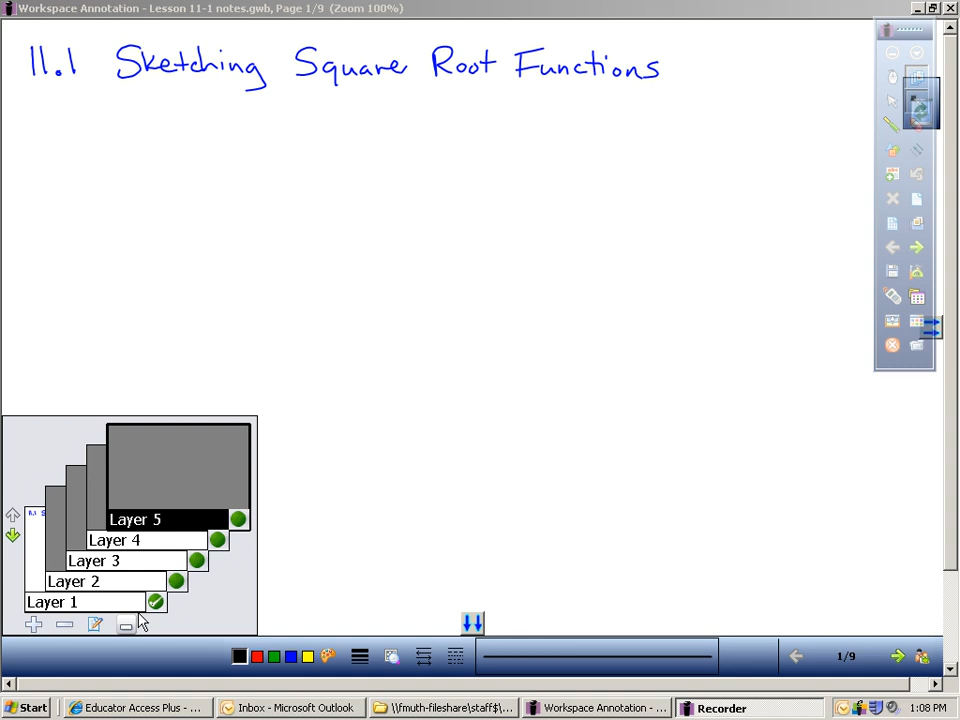 Workspace Annotation - Lesson 11-1 notes.gwb, Page 1/9 (Zoom 100%)
11.1 Sketching Square Root Functions
Layer 5
Layer 4
Layer 3
Layer 2
Layer 1
1/9
Start
Educator Access Plus - ...
Inbox - Microsoft Outlook
\\fmuth-fileshare\staff$\...
Workspace Annotation - ...
Recorder
1:08 PM